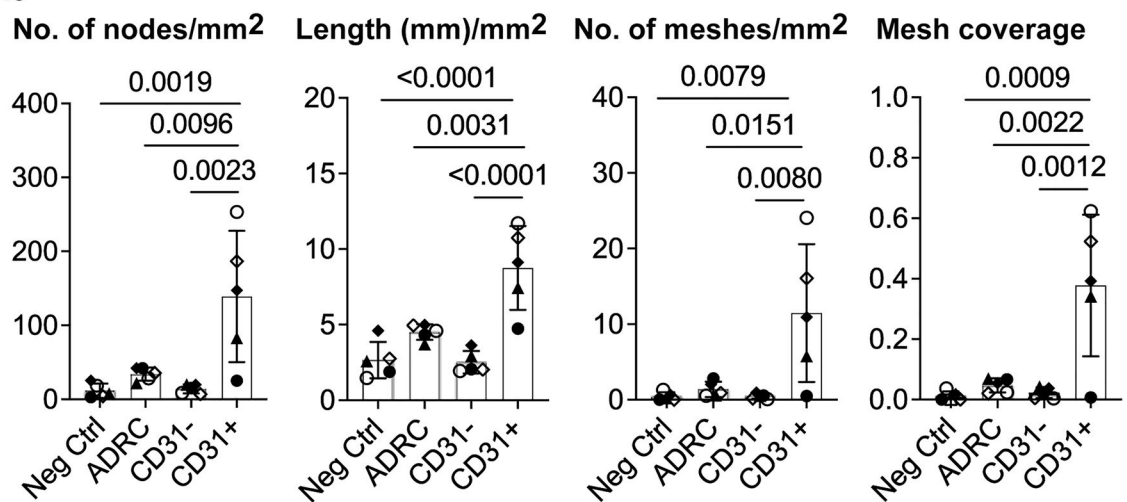 No. of nodes/mm2
0.0019
400
0.0096
300
0.0023
200
100
0
Neg Ctrl
ADRC
CD31-
CD31+
Length (mm)/mm2
<0.0001
20
0.0031
15
<0.0001
10
5
0
Neg Ctrl
ADRC
CD31-
CD31+
No. of meshes/mm2
0.0079
40
0.0151
30
0.0080
20
10
0
Neg Ctrl
ADRC
CD31-
CD31+
Mesh coverage
0.0009
1.0
0.0022
0.8
0.0012
0.6
0.4
0.2
0.0
Neg Ctrl
ADRC
CD31-
CD31+